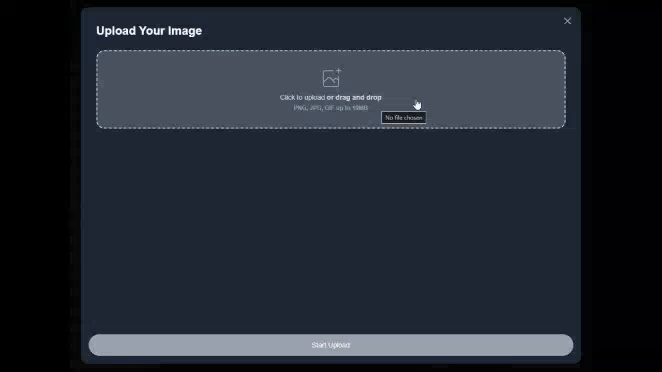 Upload Your Image
Click to upload or drag and drop
PNG, JPG, GIF up to 10MB
No file chosen
Start Upload